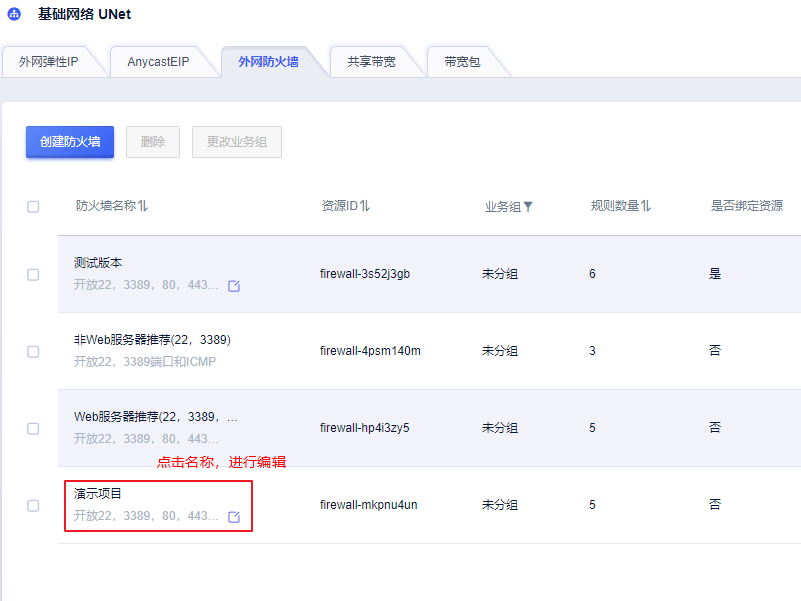 基础网络 UNet
外网弹性IP
AnycastEIP
外网防火墙
共享带宽
带宽包
创建防火墙
删除
更改业务组
防火墙名称
资源ID
业务组
规则数量
是否绑定资源
测试版本
开放22，3389，80，443...
firewall-3s52j3gb
未分组
6
是
非Web服务器推荐(22，3389)
开放22，3389端口和ICMP
firewall-4psm140m
未分组
3
否
Web服务器推荐(22，3389，...
开放22，3389，80，443...
firewall-hp4i3zy5
未分组
5
否
点击名称，进行编辑
演示项目
开放22，3389，80，443...
firewall-mkpnu4un
未分组
5
否